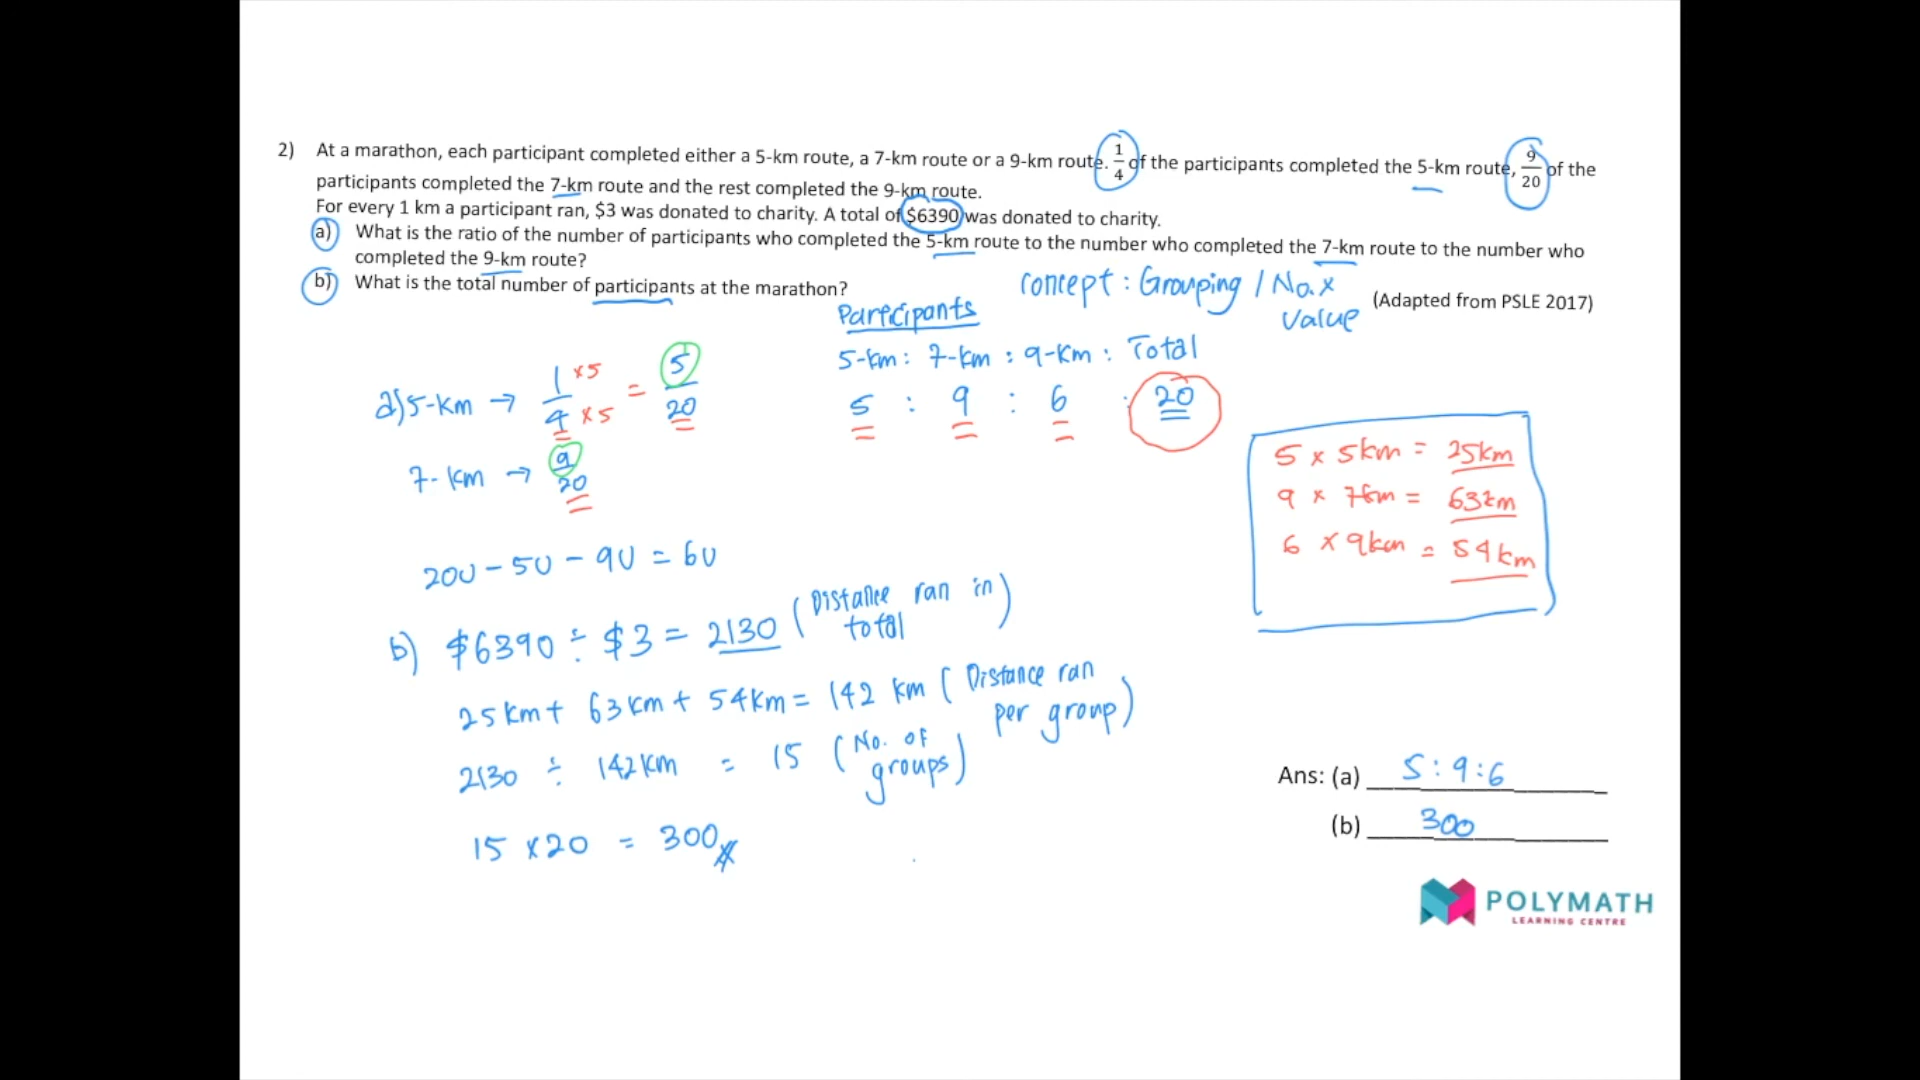 2) At a marathon, each participant completed either a 5-km route, a 7-km route or a 9-km route. 1/4 of the participants completed the 5-km route, 9/20 of the
participants completed the 7-km route and the rest completed the 9-km route.
For every 1 km a participant ran, $3 was donated to charity. A total of $6390 was donated to charity.
a) What is the ratio of the number of participants who completed the 5-km route to the number who completed the 7-km route to the number who
completed the 9-km route?
b) What is the total number of participants at the marathon?
(Adapted from PSLE 2017)
concept : Grouping / No. x
value
Participants
5-km : 7-km : 9-km : Total
5 : 9 : 6 : 20
a) 5-km → 1/4 ×5 ×5 = 5/20
7-km → 9/20
20U - 5U - 9U = 6U
5 x 5km = 25km
9 x 7km = 63km
6 x 9km = 54km
b) $6390 ÷ $3 = 2130 (Distance ran in
total)
25km + 63km + 54km = 142 km (Distance ran
per group)
2130 ÷ 142km = 15 (No. of
groups)
15 x 20 = 300
Ans: (a) 5 : 9 : 6
(b) 300
POLYMATH
LEARNING CENTRE